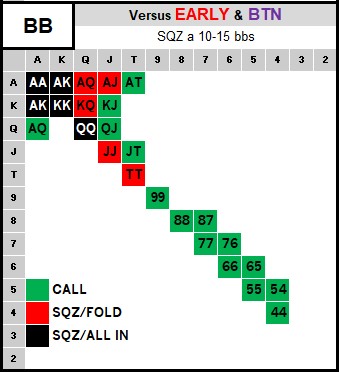 BB
Versus EARLY & BTN
SQZ a 10-15 bbs
A K Q J T 9 8 7 6 5 4 3 2
A AA AK AQ AJ AT
K AK KK KQ KJ
Q AQ QQ QJ
J JJ JT
T TT
9 99
8 88 87
7 77 76
6 66 65
5 CALL 55 54
4 SQZ/FOLD 44
3 SQZ/ALL IN
2